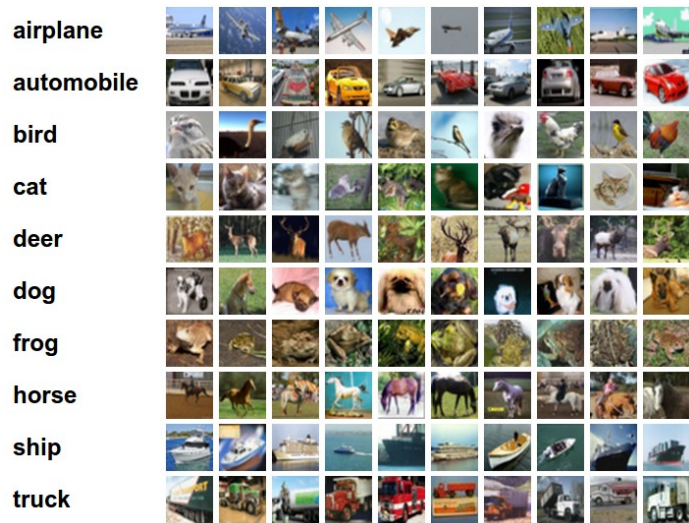 airplane
automobile
bird
cat
deer
dog
frog
horse
ship
truck